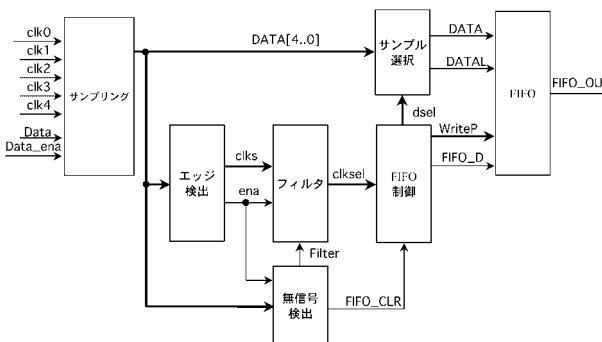 clk0
clk1
clk2
clk3
clk4
Data
Data_ena
サンプリング
DATA[4..0]
サンプル
選択
DATA
DATAL
FIFO
FIFO_OU
dsel
WriteP
FIFO_D
エッジ
検出
clks
ena
フィルタ
clksel
FIFO
制御
Filter
無信号
検出
FIFO_CLR